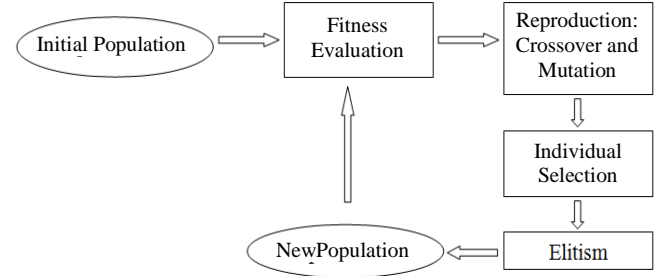 Initial Population
Fitness
Evaluation
Reproduction:
Crossover and
Mutation
Individual
Selection
Elitism
NewPopulation